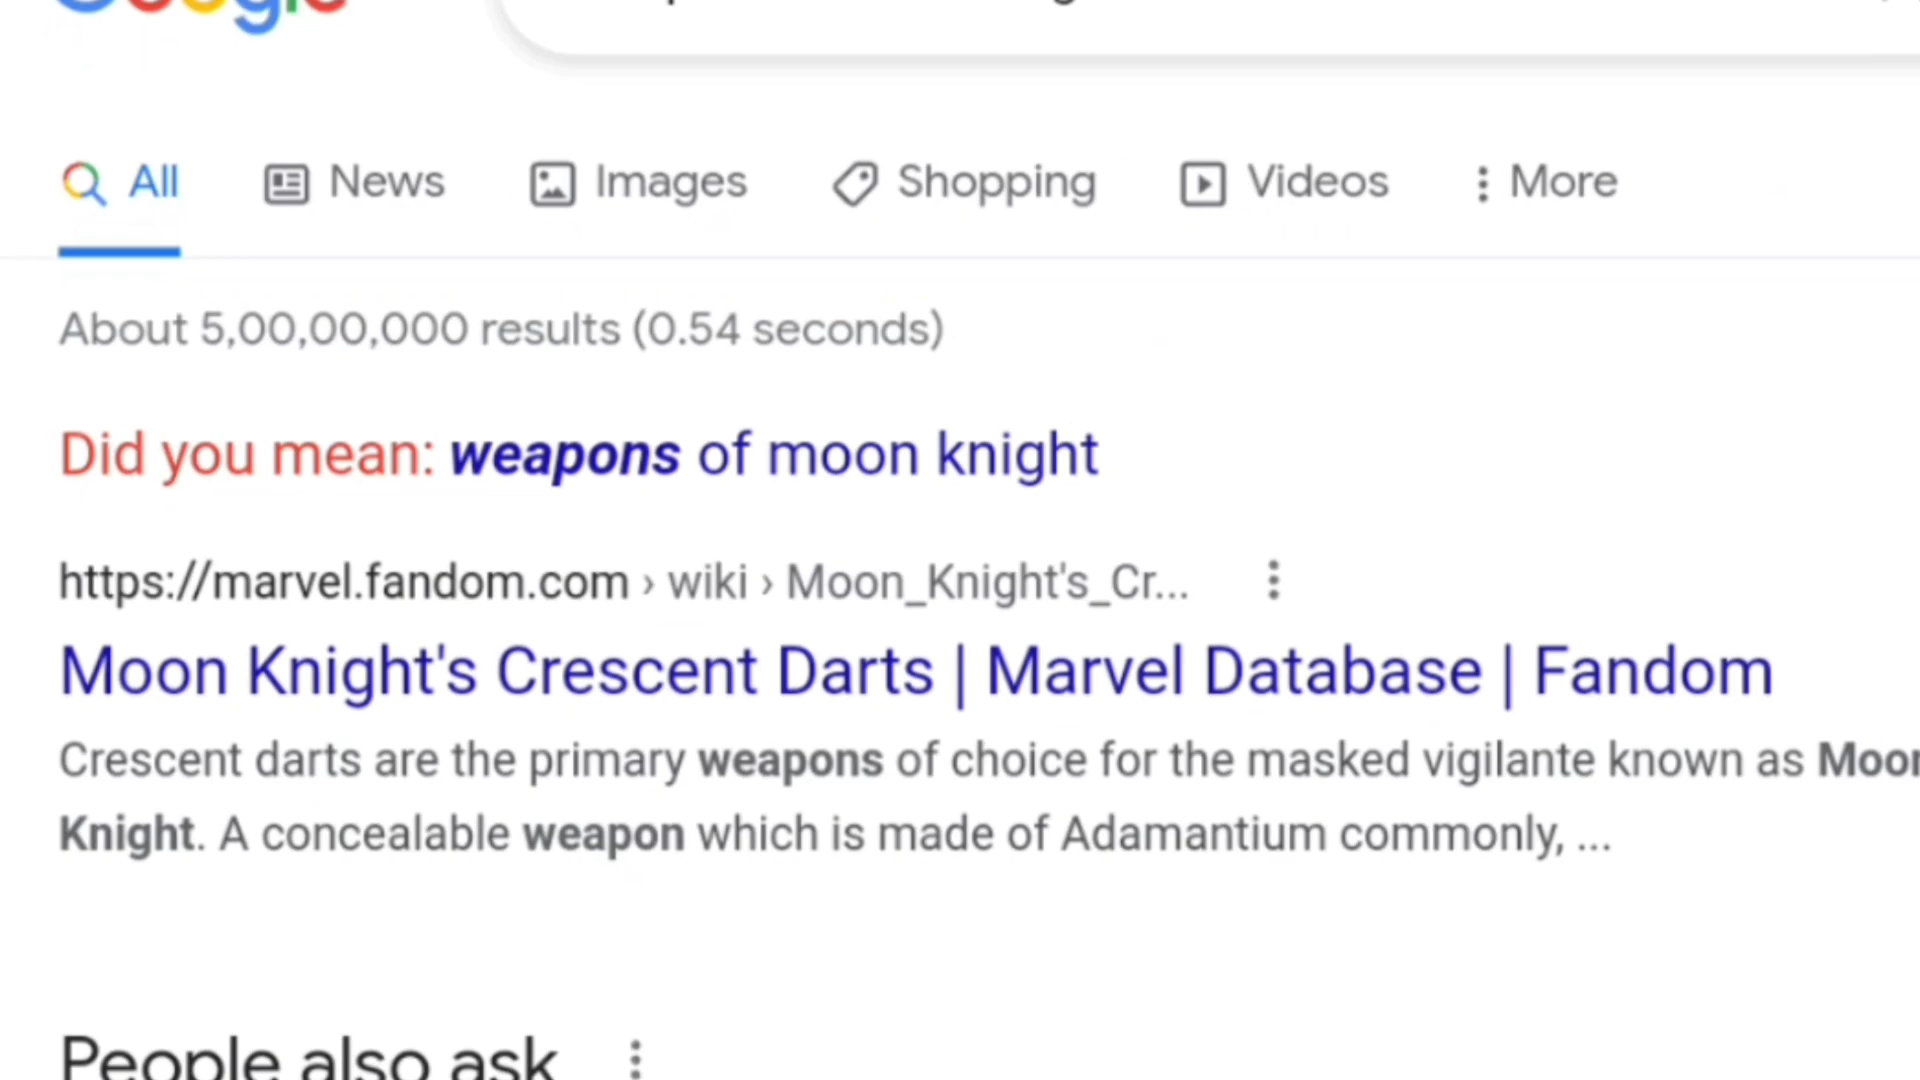 Google
All News Images Shopping Videos More
About 5,00,00,000 results (0.54 seconds)
Did you mean: weapons of moon knight
https://marvel.fandom.com › wiki › Moon_Knight's_Cr...
Moon Knight's Crescent Darts | Marvel Database | Fandom
Crescent darts are the primary weapons of choice for the masked vigilante known as Moon
Knight. A concealable weapon which is made of Adamantium commonly, ...
People also ask